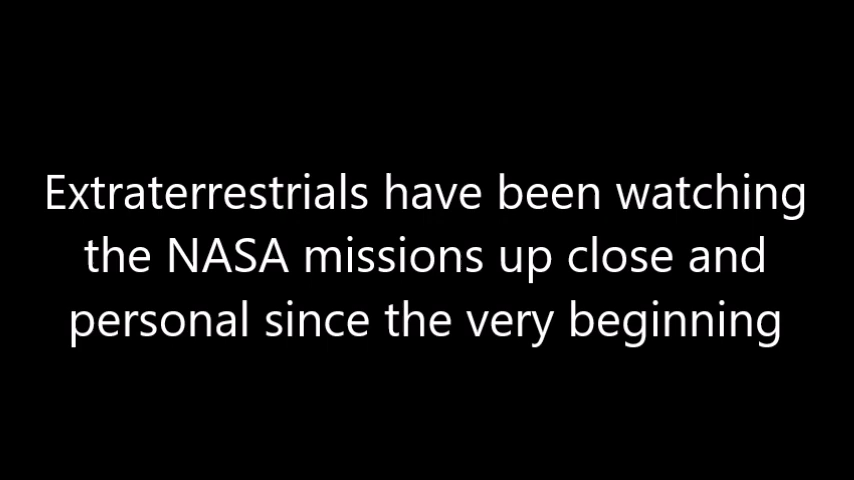 Extraterrestrials have been watching
the NASA missions up close and
personal since the very beginning